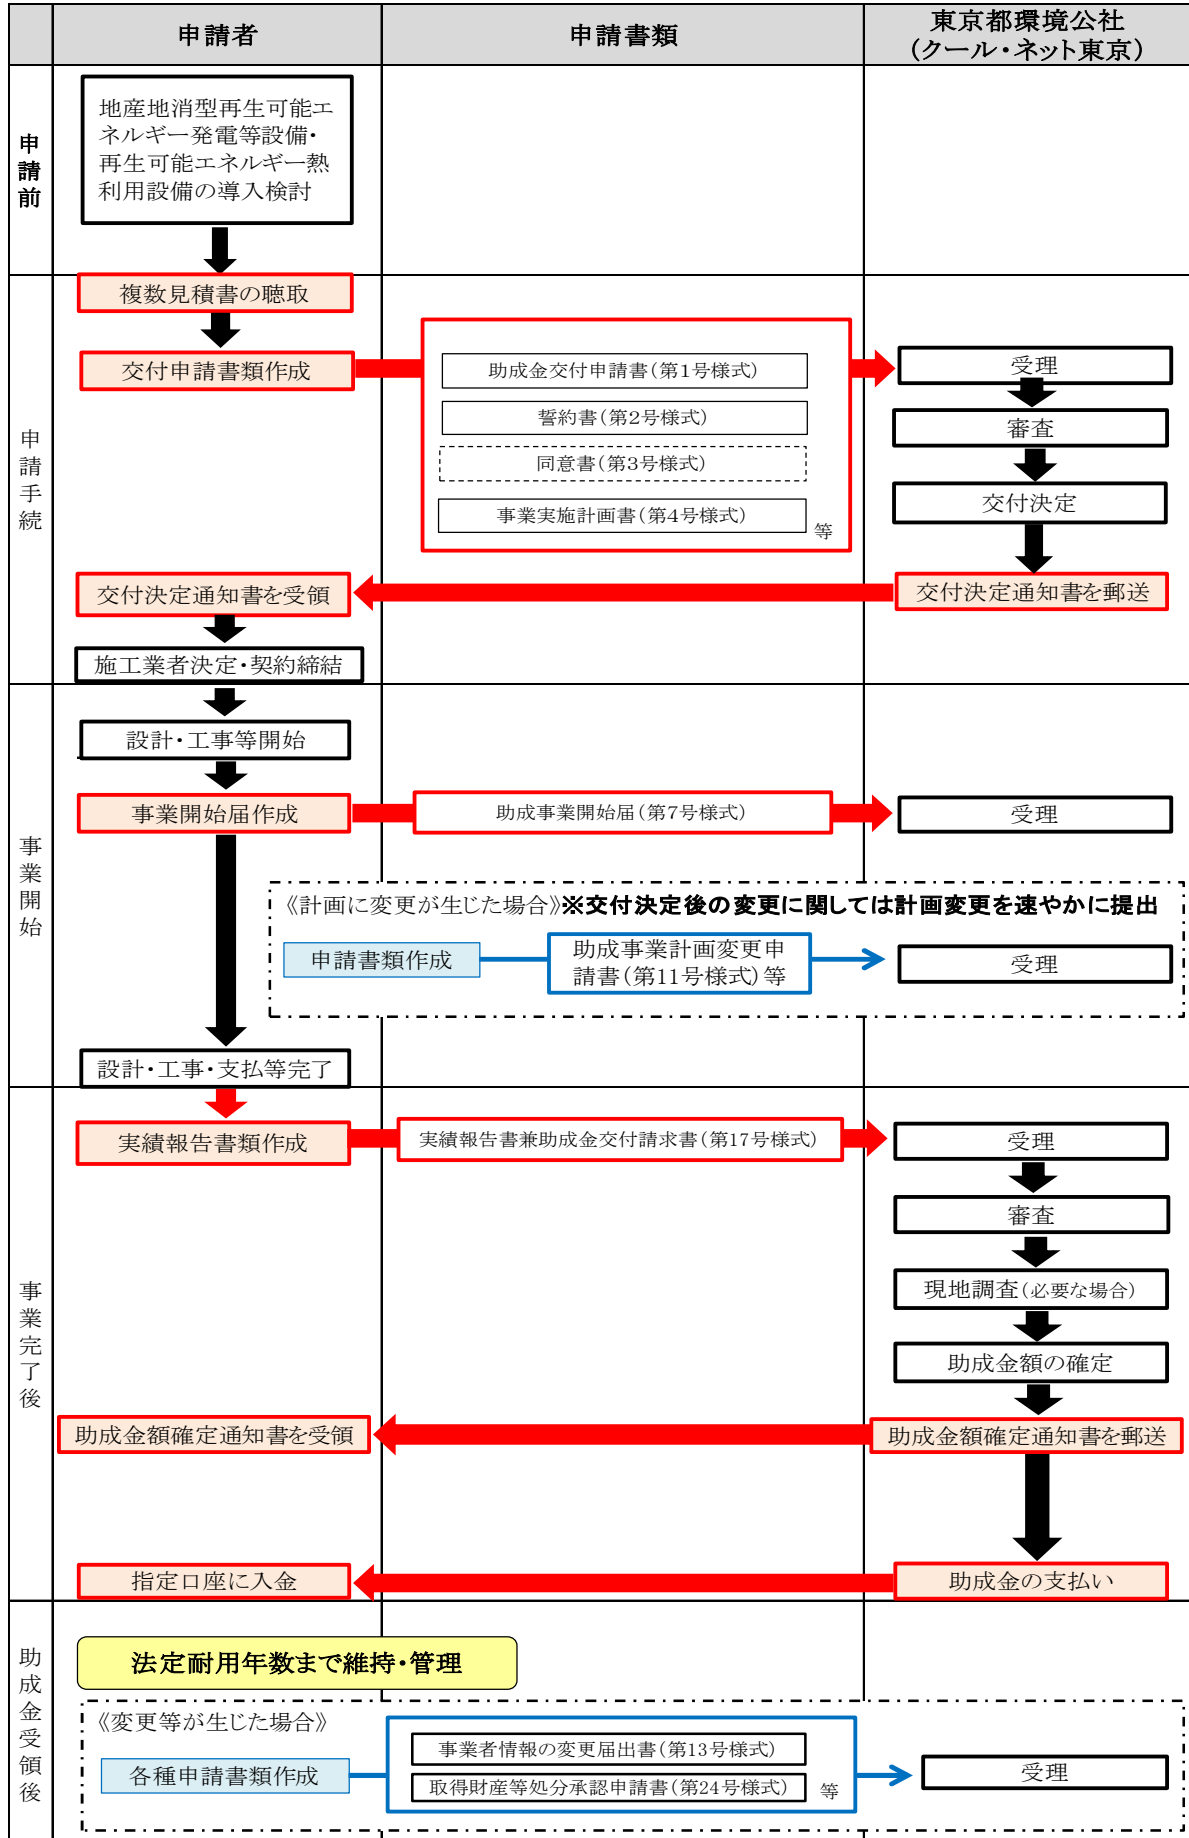 申請者
申請書類
東京都環境公社
(クール・ネット東京)
申請前
地産地消型再生可能エ
ネルギー発電等設備・
再生可能エネルギー熱
利用設備の導入検討
申請手続
複数見積書の聴取
交付申請書類作成
助成金交付申請書(第1号様式)
誓約書(第2号様式)
同意書(第3号様式)
事業実施計画書(第4号様式)
等
受理
審査
交付決定
交付決定通知書を郵送
交付決定通知書を受領
施工業者決定・契約締結
事業開始
設計・工事等開始
事業開始届作成
助成事業開始届(第7号様式)
受理
《計画に変更が生じた場合》※交付決定後の変更に関しては計画変更を速やかに提出
申請書類作成
助成事業計画変更申
請書(第11号様式)等
受理
設計・工事・支払等完了
事業完了後
実績報告書類作成
実績報告書兼助成金交付請求書(第17号様式)
受理
審査
現地調査(必要な場合)
助成金額の確定
助成金額確定通知書を郵送
助成金額確定通知書を受領
助成金の支払い
指定口座に入金
助成金受領後
法定耐用年数まで維持・管理
《変更等が生じた場合》
各種申請書類作成
事業者情報の変更届出書(第13号様式)
取得財産等処分承認申請書(第24号様式)
等
受理